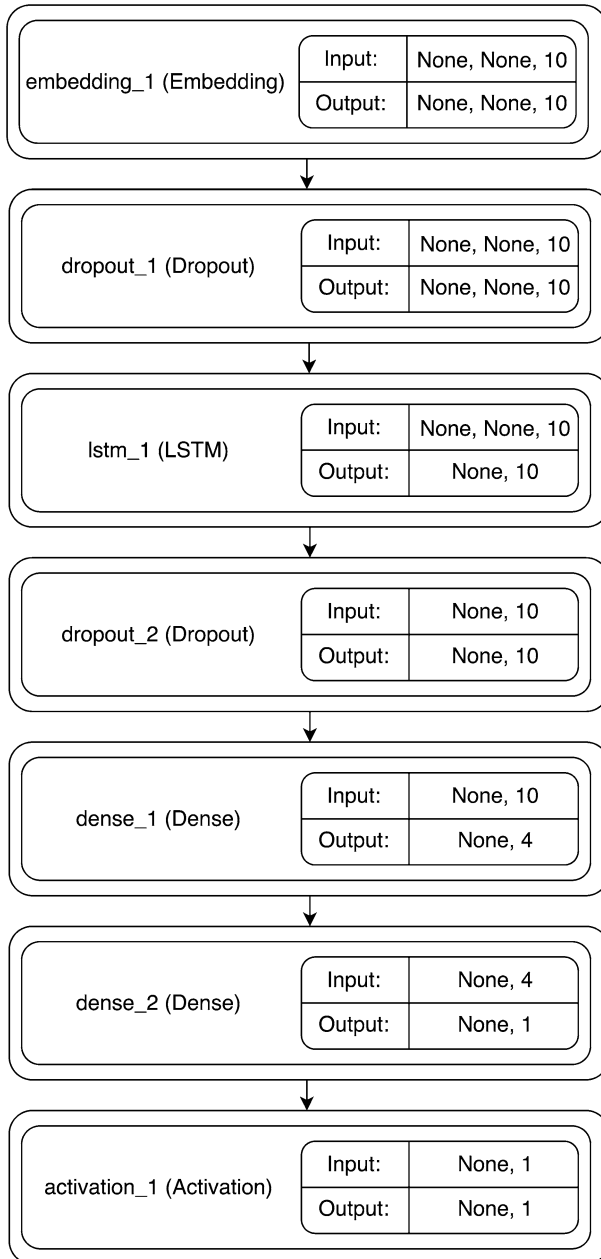 embedding_1 (Embedding)
Input: None, None, 10
Output: None, None, 10
dropout_1 (Dropout)
Input: None, None, 10
Output: None, None, 10
lstm_1 (LSTM)
Input: None, None, 10
Output: None, 10
dropout_2 (Dropout)
Input: None, 10
Output: None, 10
dense_1 (Dense)
Input: None, 10
Output: None, 4
dense_2 (Dense)
Input: None, 4
Output: None, 1
activation_1 (Activation)
Input: None, 1
Output: None, 1